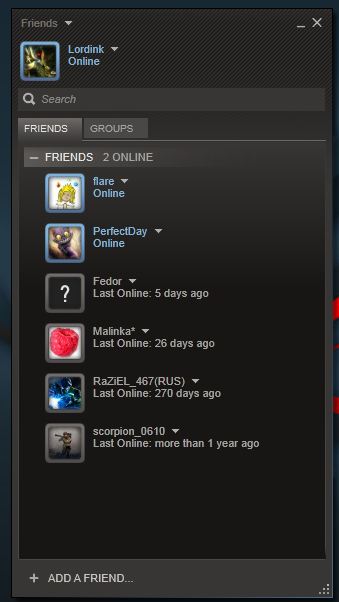 Friends
Lordink
Online
Search
FRIENDS GROUPS
– FRIENDS 2 ONLINE
flare
Online
PerfectDay
Online
?
Fedor
Last Online: 5 days ago
Malinka*
Last Online: 26 days ago
RaZiEL_467(RUS)
Last Online: 270 days ago
scorpion_0610
Last Online: more than 1 year ago
+ ADD A FRIEND...